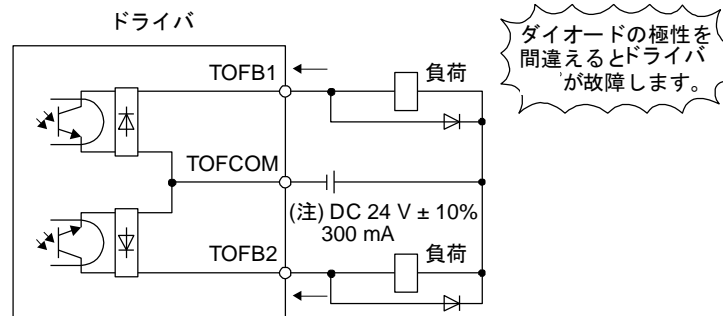 ドライバ
ダイオードの極性を
間違えるとドライバ
が故障します。
TOFB1
負荷
TOFCOM
(注) DC 24 V ± 10%
300 mA
TOFB2
負荷